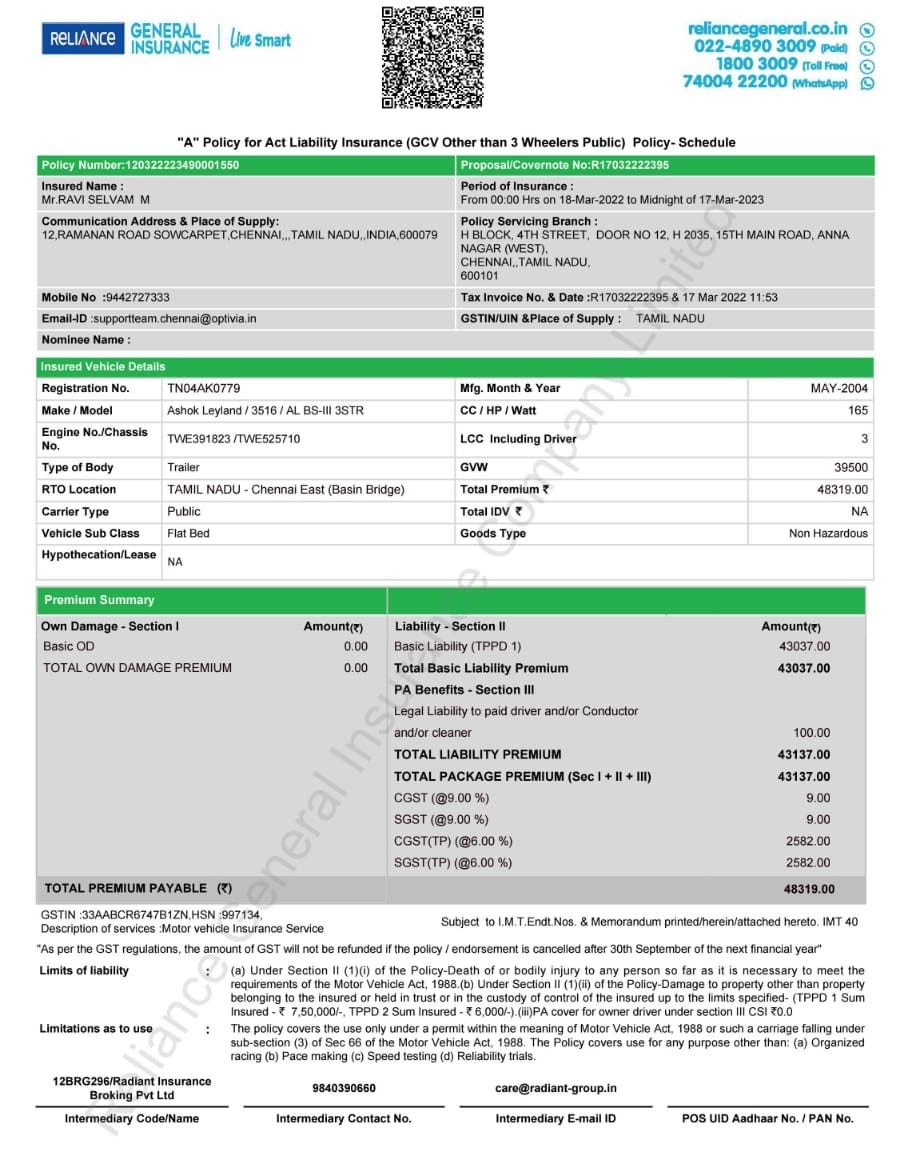 RELIANCE GENERAL INSURANCE Live Smart
reliancegeneral.co.in
022-4890 3009 (Paid)
1800 3009 (Toll Free)
74004 22200 (WhatsApp)
"A" Policy for Act Liability Insurance (GCV Other than 3 Wheelers Public) Policy- Schedule
Policy Number:120322223490001550 Proposal/Covernote No:R17032222395
Insured Name :
Mr.RAVI SELVAM M
Period of Insurance :
From 00:00 Hrs on 18-Mar-2022 to Midnight of 17-Mar-2023
Communication Address & Place of Supply:
12,RAMANAN ROAD SOWCARPET,CHENNAI,,,TAMIL NADU,,INDIA,600079
Policy Servicing Branch :
H BLOCK, 4TH STREET, DOOR NO 12, H 2035, 15TH MAIN ROAD, ANNA
NAGAR (WEST),
CHENNAI,,TAMIL NADU,
600101
Mobile No :9442727333 Tax Invoice No. & Date :R17032222395 & 17 Mar 2022 11:53
Email-ID :supportteam.chennai@optivia.in GSTIN/UIN &Place of Supply : TAMIL NADU
Nominee Name :
Insured Vehicle Details
Registration No. TN04AK0779 Mfg. Month & Year MAY-2004
Make / Model Ashok Leyland / 3516 / AL BS-III 3STR CC / HP / Watt 165
Engine No./Chassis
No. TWE391823 /TWE525710 LCC Including Driver 3
Type of Body Trailer GVW 39500
RTO Location TAMIL NADU - Chennai East (Basin Bridge) Total Premium ₹ 48319.00
Carrier Type Public Total IDV ₹ NA
Vehicle Sub Class Flat Bed Goods Type Non Hazardous
Hypothecation/Lease NA
Premium Summary
Own Damage - Section I Amount(₹) Liability - Section II Amount(₹)
Basic OD 0.00 Basic Liability (TPPD 1) 43037.00
TOTAL OWN DAMAGE PREMIUM 0.00 Total Basic Liability Premium 43037.00
PA Benefits - Section III
Legal Liability to paid driver and/or Conductor
and/or cleaner 100.00
TOTAL LIABILITY PREMIUM 43137.00
TOTAL PACKAGE PREMIUM (Sec I + II + III) 43137.00
CGST (@9.00 %) 9.00
SGST (@9.00 %) 9.00
CGST(TP) (@6.00 %) 2582.00
SGST(TP) (@6.00 %) 2582.00
TOTAL PREMIUM PAYABLE (₹) 48319.00
GSTIN :33AABCR6747B1ZN,HSN :997134,
Description of services :Motor vehicle Insurance Service
Subject to I.M.T.Endt.Nos. & Memorandum printed/herein/attached hereto. IMT 40
"As per the GST regulations, the amount of GST will not be refunded if the policy / endorsement is cancelled after 30th September of the next financial year"
Limits of liability : (a) Under Section II (1)(i) of the Policy-Death of or bodily injury to any person so far as it is necessary to meet the
requirements of the Motor Vehicle Act, 1988.(b) Under Section II (1)(ii) of the Policy-Damage to property other than property
belonging to the insured or held in trust or in the custody of control of the insured up to the limits specified- (TPPD 1 Sum
Insured - ₹ 7,50,000/-, TPPD 2 Sum Insured - ₹ 6,000/-).(iii)PA cover for owner driver under section III CSI ₹0.0
Limitations as to use : The policy covers the use only under a permit within the meaning of Motor Vehicle Act, 1988 or such a carriage falling under
sub-section (3) of Sec 66 of the Motor Vehicle Act, 1988. The Policy covers use for any purpose other than: (a) Organized
racing (b) Pace making (c) Speed testing (d) Reliability trials.
12BRG296/Radiant Insurance
Broking Pvt Ltd 9840390660 care@radiant-group.in
Intermediary Code/Name Intermediary Contact No. Intermediary E-mail ID POS UID Aadhaar No. / PAN No.
Reliance General Insurance Company Limited